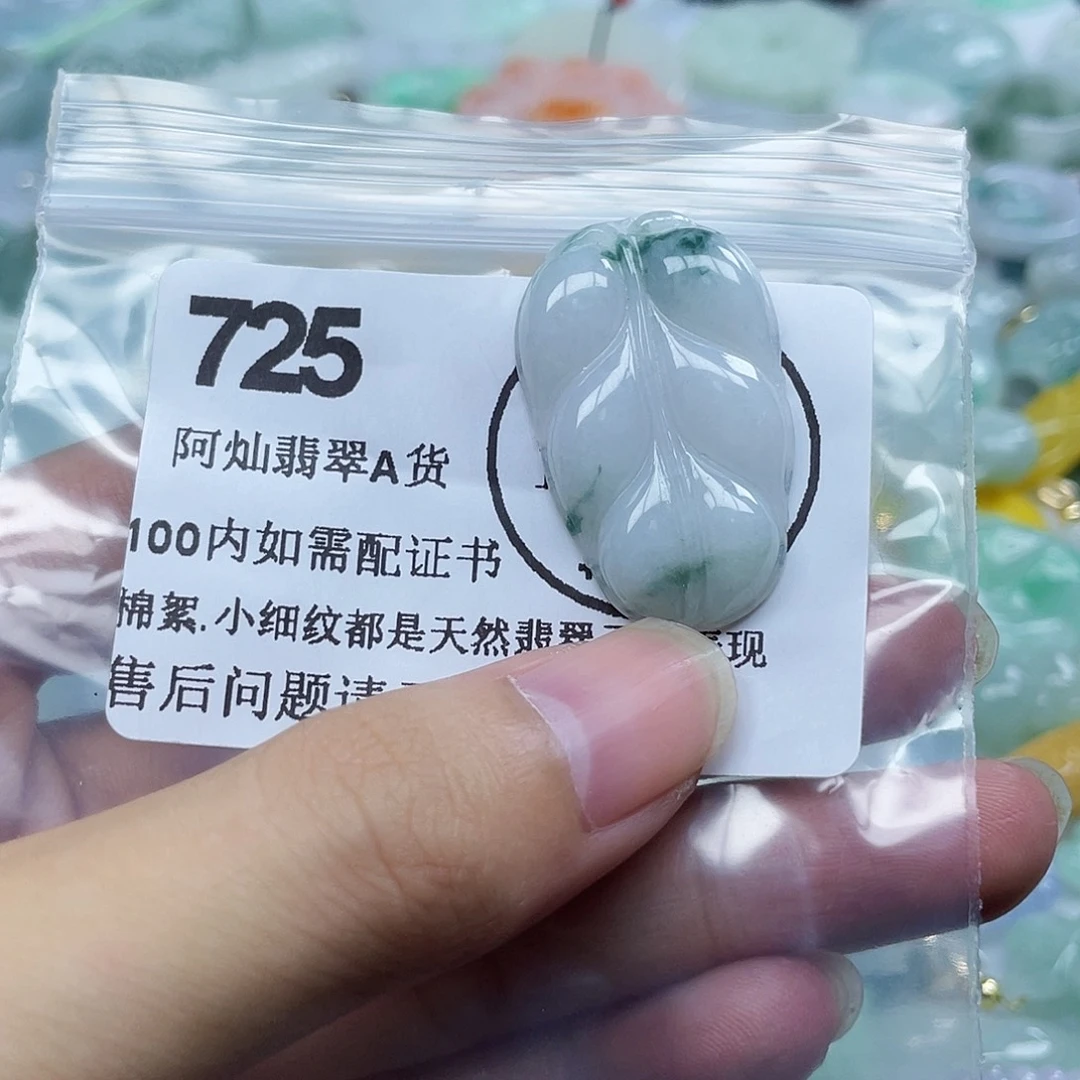 725
阿灿翡翠A货
100内如需配证书
棉絮.小细纹都是天然翡翠 现
售后问题请